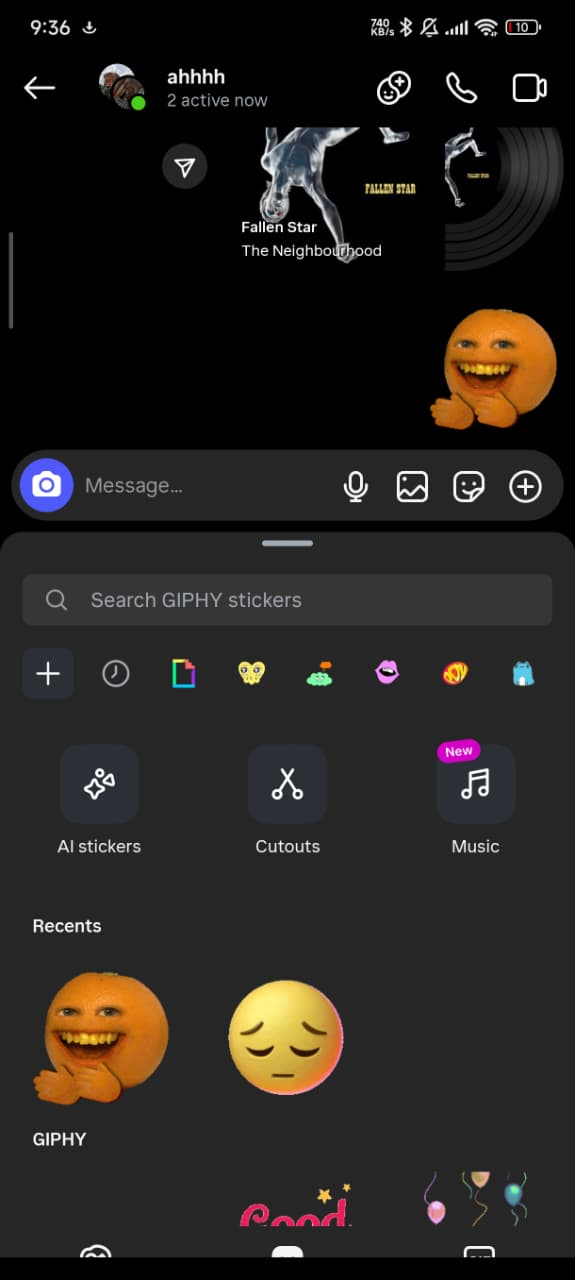 9:36
740
KB/s
10
ahhhh
2 active now
FALLEN STAR
FALLEN STAR
Fallen Star
The Neighbourhood
Message...
Search GIPHY stickers
New
AI stickers
Cutouts
Music
Recents
GIPHY
Good